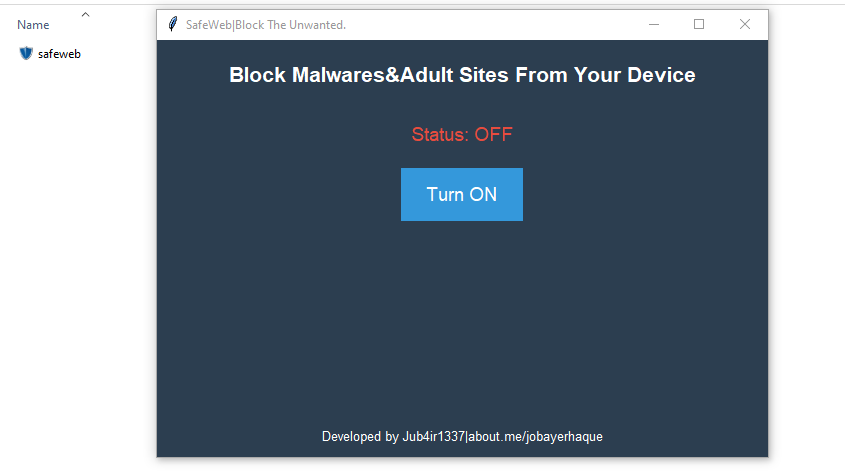 Name
safeweb
SafeWeb|Block The Unwanted.
Block Malwares&Adult Sites From Your Device
Status: OFF
Turn ON
Developed by Jub4ir1337|about.me/jobayerhaque